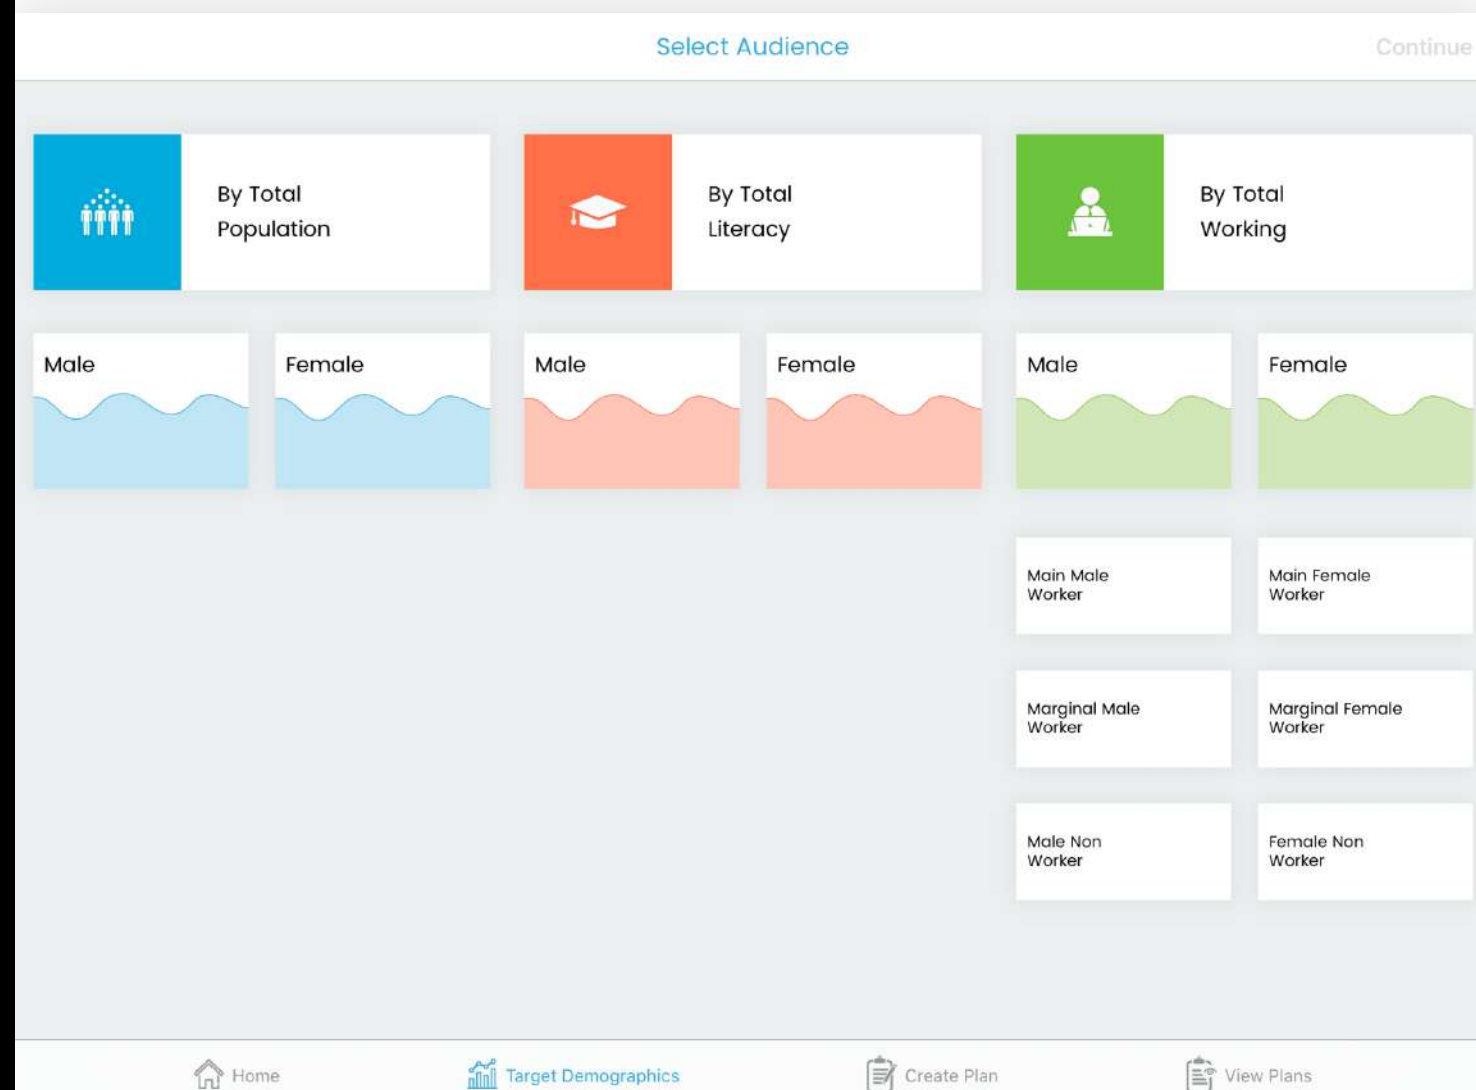 Select Audience
Continue
By Total
Population
By Total
Literacy
By Total
Working
Male
Female
Male
Female
Male
Female
Main Male
Worker
Main Female
Worker
Marginal Male
Worker
Marginal Female
Worker
Male Non
Worker
Female Non
Worker
Home
Target Demographics
Create Plan
View Plans